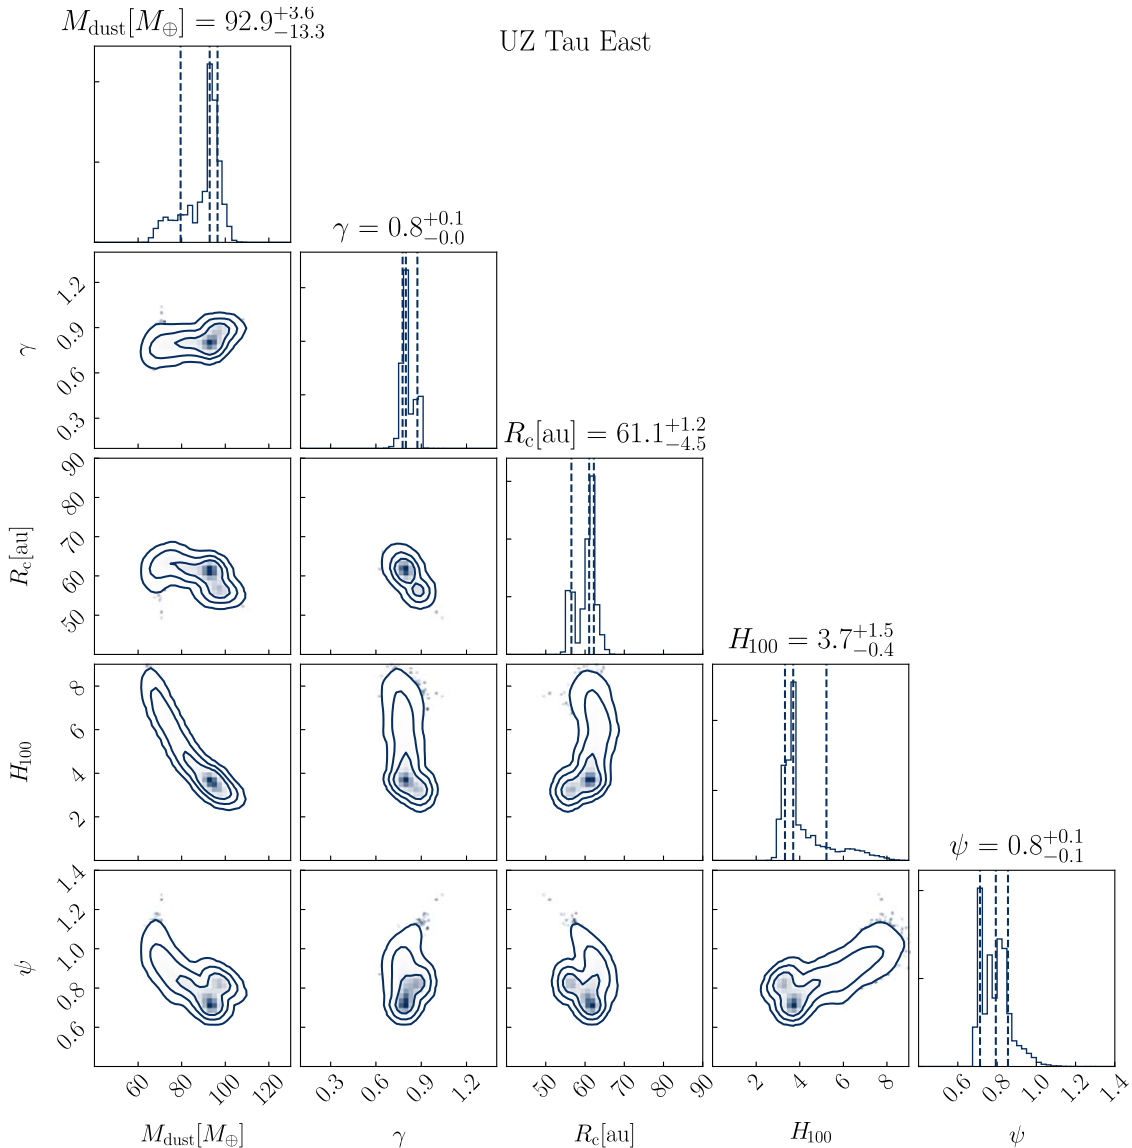 M_dust[M_⊕] = 92.9^{+3.6}_{−13.3}
UZ Tau East
γ = 0.8^{+0.1}_{−0.0}
1.2
0.9
0.6
0.3
γ
R_c[au] = 61.1^{+1.2}_{−4.5}
90
80
70
60
50
R_c[au]
H_100 = 3.7^{+1.5}_{−0.4}
8
6
4
2
H_100
ψ = 0.8^{+0.1}_{−0.1}
1.4
1.2
1.0
0.8
0.6
ψ
60 80 100 120 0.3 0.6 0.9 1.2 50 60 70 80 90 2 4 6 8 0.6 0.8 1.0 1.2 1.4
M_dust[M_⊕] γ R_c[au] H_100 ψ